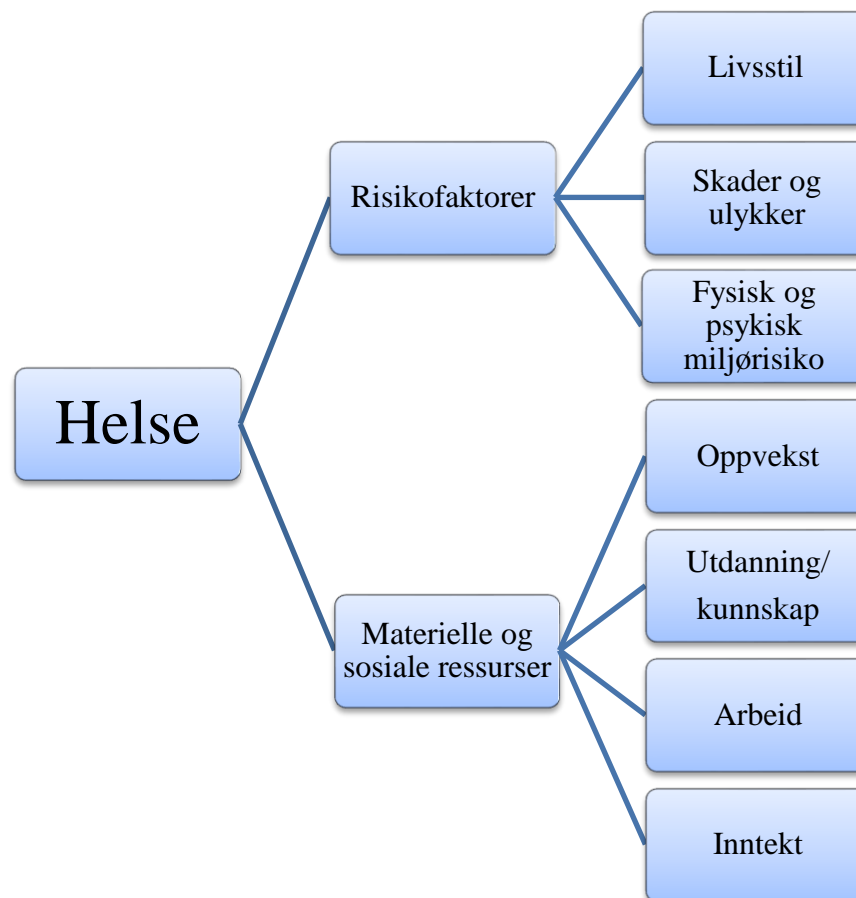 Helse
Risikofaktorer
Livsstil
Skader og
ulykker
Fysisk og
psykisk
miljørisiko
Materielle og
sosiale ressurser
Oppvekst
Utdanning/
kunnskap
Arbeid
Inntekt